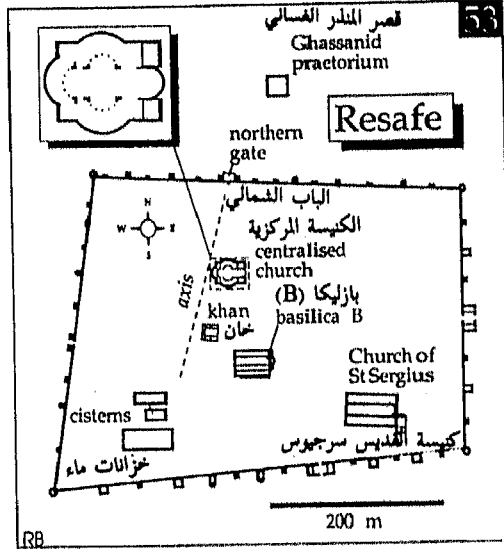 53
قصر المنذر الغساني
Ghassanid
praetorium
Resafe
northern
gate
الباب الشمالي
N
W
E
S
الكنيسة المركزية
centralised
church
axis
بازليكا (B)
basilica B
khan
خان
Church of
St Sergius
كنيسة القديس سرجيوس
cisterns
خزانات ماء
200 m
RB